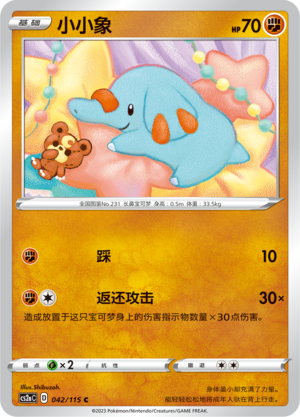 基础 小小象 HP70
全国图鉴No.231 长鼻宝可梦 身高：0.5m 体重：33.5kg
踩 10
返还攻击 30×
造成放置于这只宝可梦身上的伤害指示物数量×30点伤害。
弱点 ×2 抵抗力 撤退
Illus.Shibuzoh.
CS3aC D 042/115 C
身体虽小却充满了力量。
能轻轻松松地将成年人驮在背上行走。
©2023 Pokémon/Nintendo/Creatures/GAME FREAK.